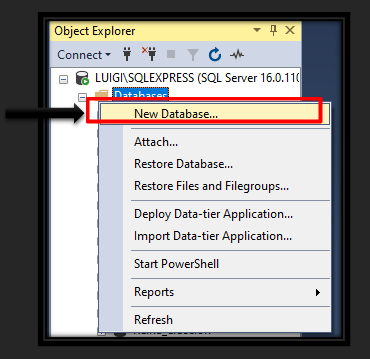 Object Explorer
Connect
LUIGI\SQLEXPRESS (SQL Server 16.0.110
Databases
New Database...
Attach...
Restore Database...
Restore Files and Filegroups...
Deploy Data-tier Application...
Import Data-tier Application...
Start PowerShell
Reports
Refresh